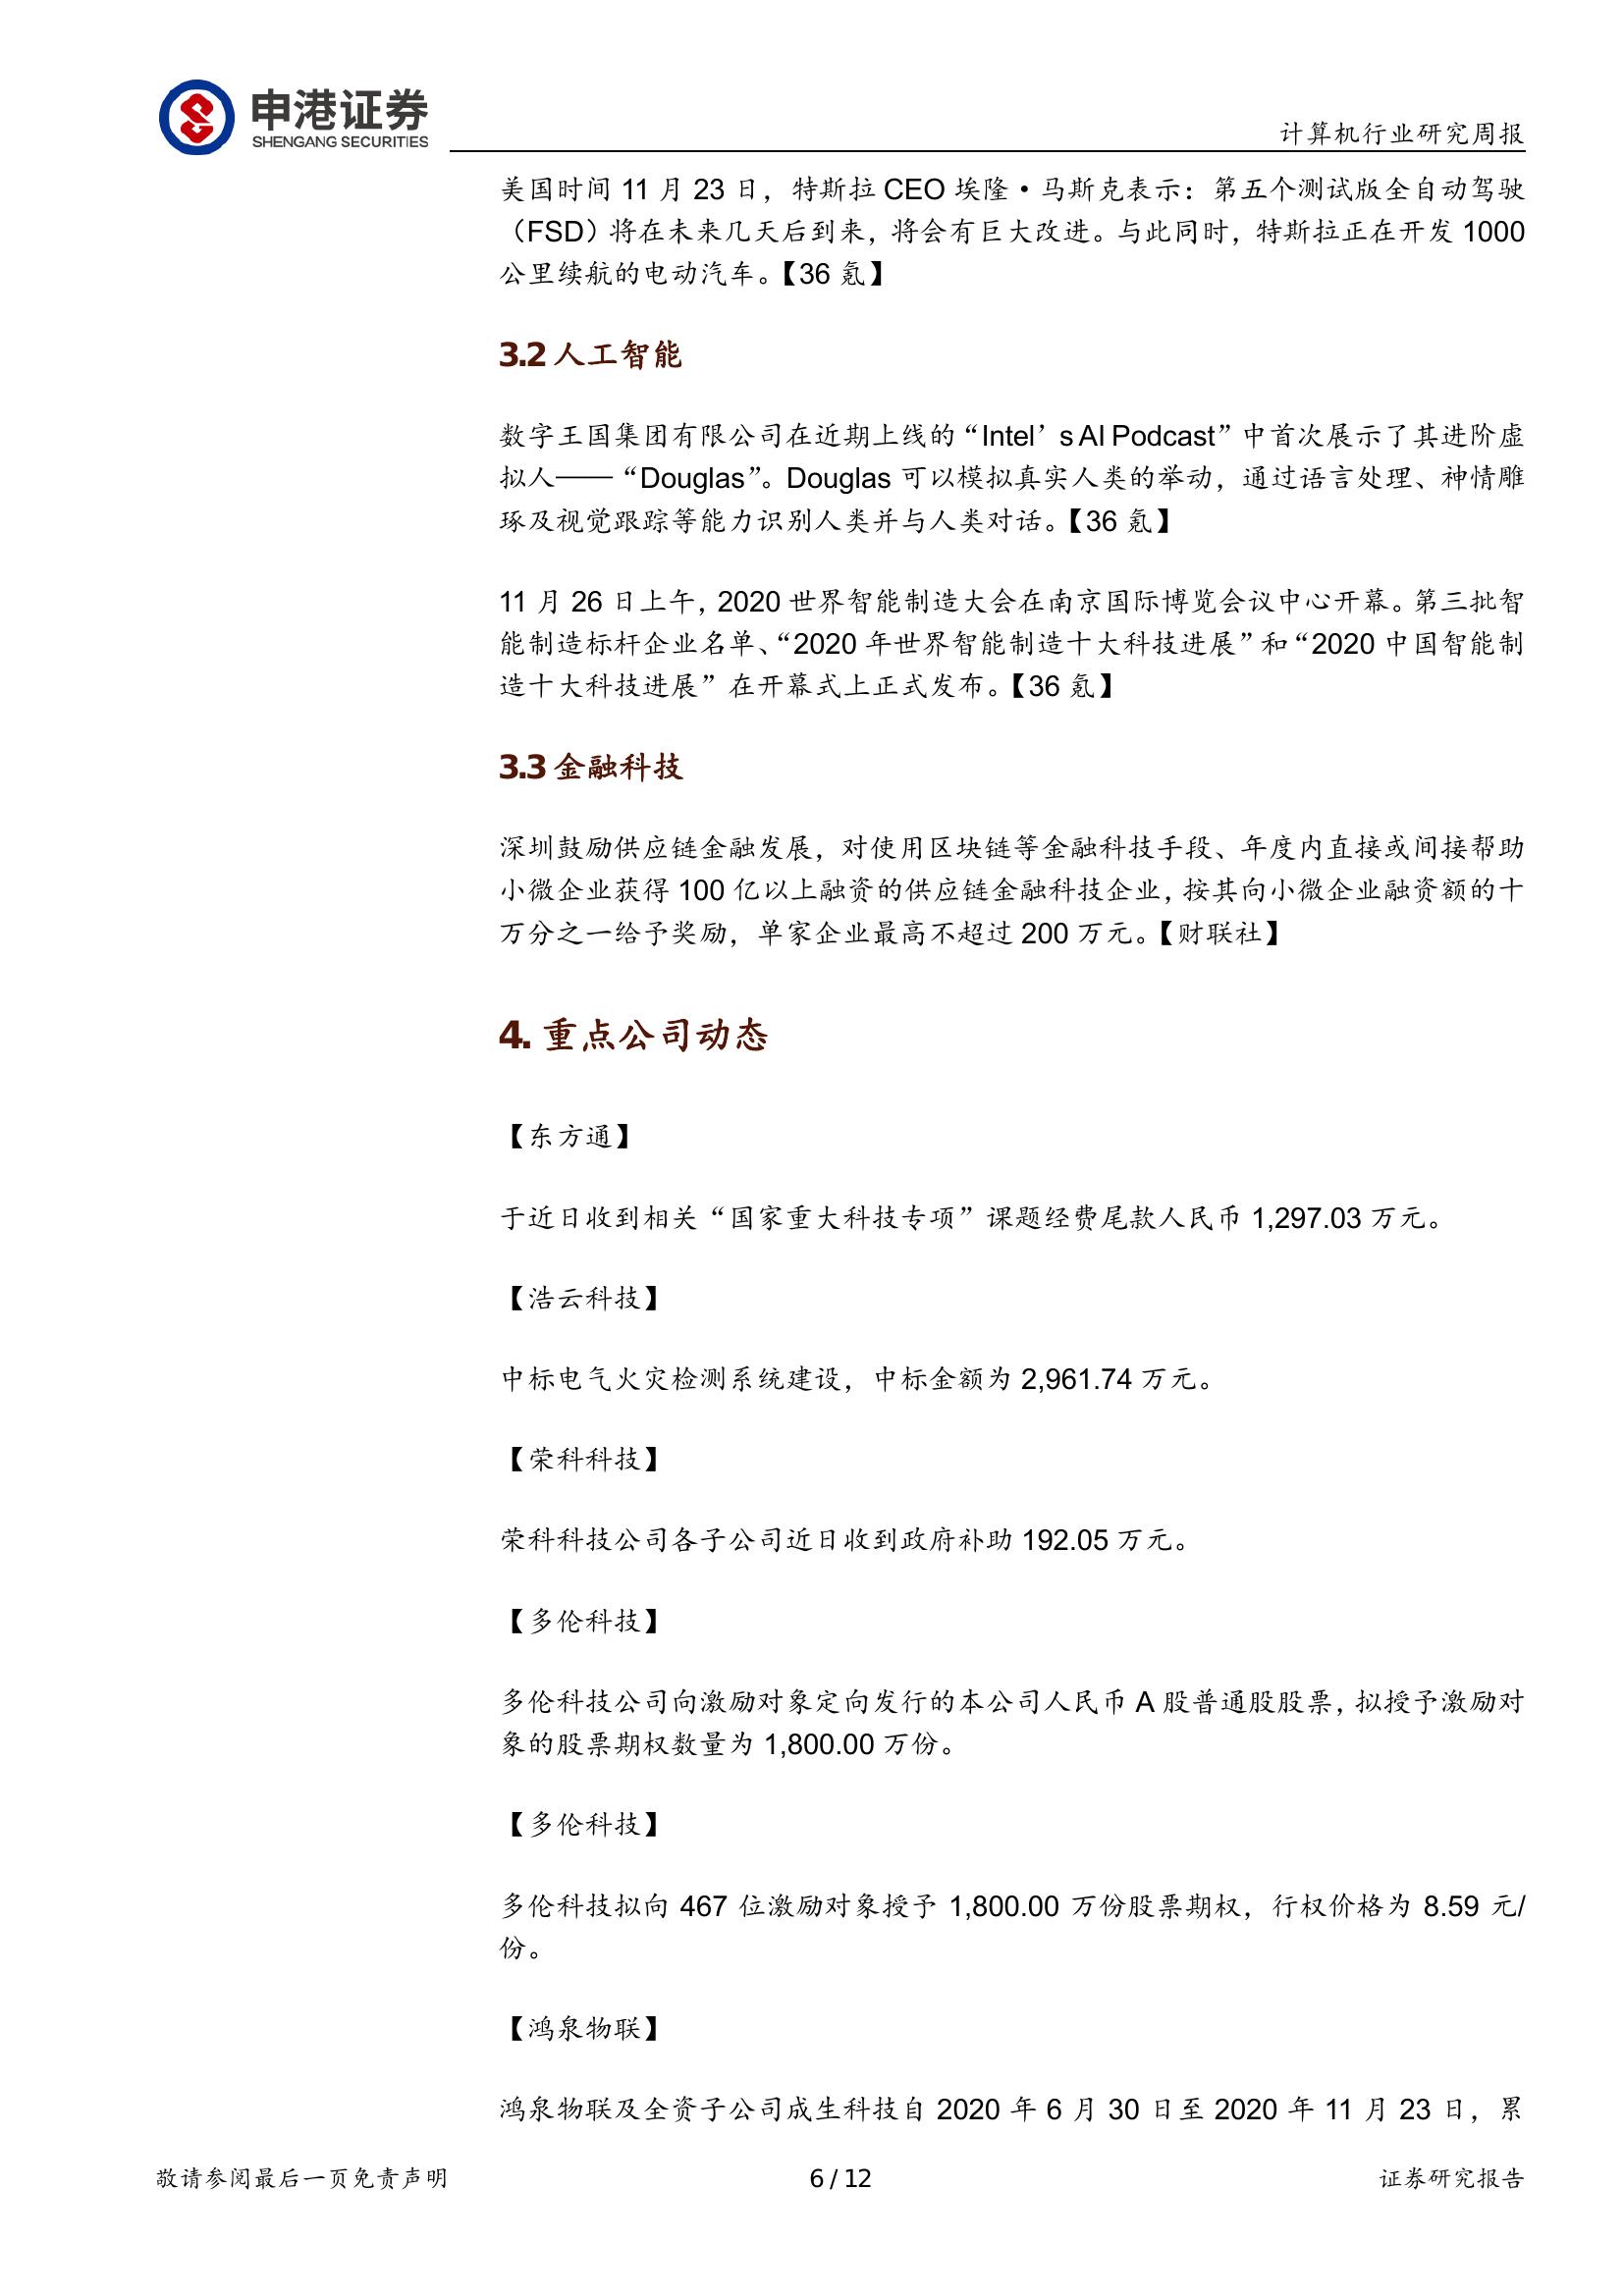 申港证券
SHENGANG SECURITIES
计算机行业研究周报
美国时间 11 月 23 日，特斯拉 CEO 埃隆·马斯克表示：第五个测试版全自动驾驶
（FSD）将在未来几天后到来，将会有巨大改进。与此同时，特斯拉正在开发 1000
公里续航的电动汽车。【36 氪】
3.2 人工智能
数字王国集团有限公司在近期上线的“Intel’s AI Podcast”中首次展示了其进阶虚
拟人——“Douglas”。Douglas 可以模拟真实人类的举动，通过语言处理、神情雕
琢及视觉跟踪等能力识别人类并与人类对话。【36 氪】
11 月 26 日上午，2020 世界智能制造大会在南京国际博览会议中心开幕。第三批智
能制造标杆企业名单、“2020 年世界智能制造十大科技进展”和“2020 中国智能制
造十大科技进展”在开幕式上正式发布。【36 氪】
3.3 金融科技
深圳鼓励供应链金融发展，对使用区块链等金融科技手段、年度内直接或间接帮助
小微企业获得 100 亿以上融资的供应链金融科技企业，按其向小微企业融资额的十
万分之一给予奖励，单家企业最高不超过 200 万元。【财联社】
4. 重点公司动态
【东方通】
于近日收到相关“国家重大科技专项”课题经费尾款人民币 1,297.03 万元。
【浩云科技】
中标电气火灾检测系统建设，中标金额为 2,961.74 万元。
【荣科科技】
荣科科技公司各子公司近日收到政府补助 192.05 万元。
【多伦科技】
多伦科技公司向激励对象定向发行的本公司人民币 A 股普通股股票，拟授予激励对
象的股票期权数量为 1,800.00 万份。
【多伦科技】
多伦科技拟向 467 位激励对象授予 1,800.00 万份股票期权，行权价格为 8.59 元/
份。
【鸿泉物联】
鸿泉物联及全资子公司成生科技自 2020 年 6 月 30 日至 2020 年 11 月 23 日，累
敬请参阅最后一页免责声明
6 / 12
证券研究报告